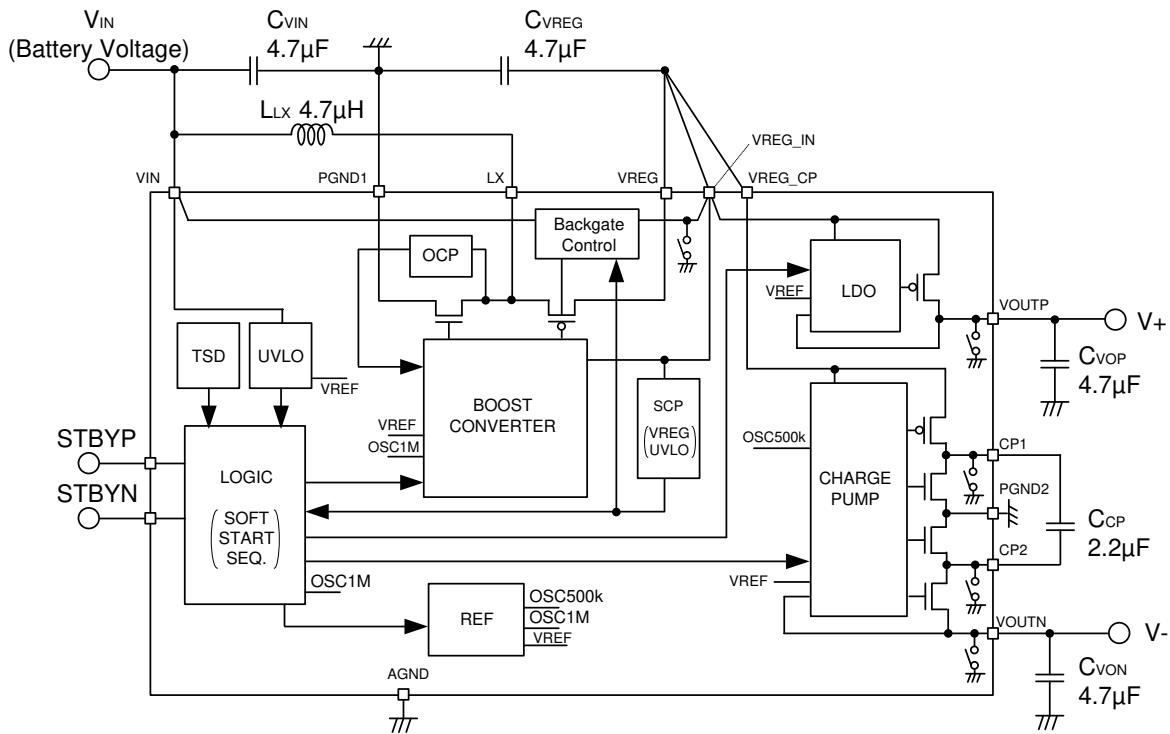 VIN
(Battery Voltage)
CVIN
4.7µF
CVREG
4.7µF
LLX 4.7µH
VREG_IN
VIN
PGND1
LX
VREG
VREG_CP
Backgate
Control
OCP
LDO
VREF
VOUTP
V+
TSD
UVLO
VREF
CVOP
4.7µF
BOOST
CONVERTER
SCP
(VREG
UVLO)
VREF
OSC1M
OSC500k
STBYP
CP1
LOGIC
CHARGE
PUMP
STBYN
PGND2
(SOFT
START
SEQ.)
CCP
2.2µF
CP2
OSC1M
VREF
REF
OSC500k
OSC1M
VREF
VOUTN
V-
AGND
CVON
4.7µF